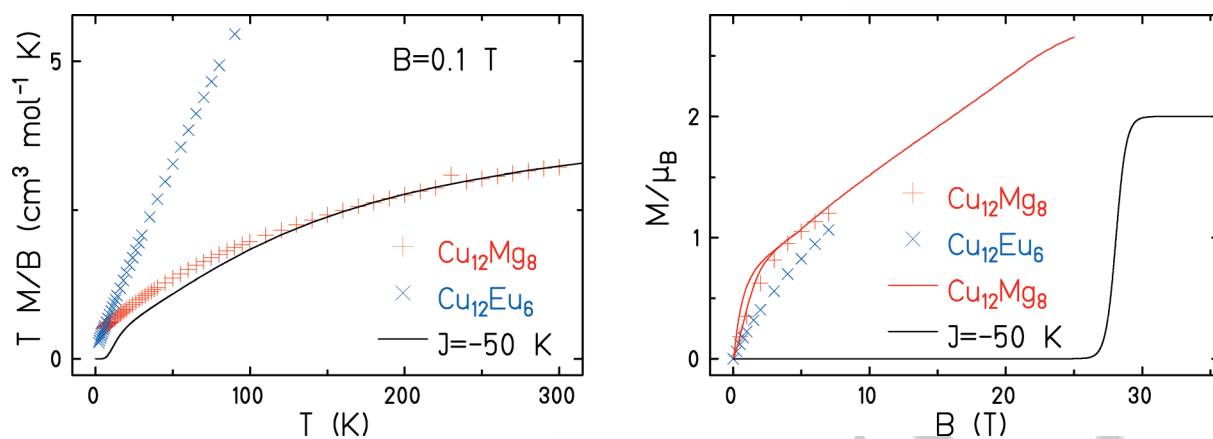 B=0.1 T
T M/B (cm³ mol⁻¹ K)
5
0
Cu₁₂Mg₈
Cu₁₂Eu₆
J=−50 K
0 100 200 300
T (K)
M/μ_B
2
1
0
Cu₁₂Mg₈
Cu₁₂Eu₆
Cu₁₂Mg₈
J=−50 K
0 10 20 30
B (T)